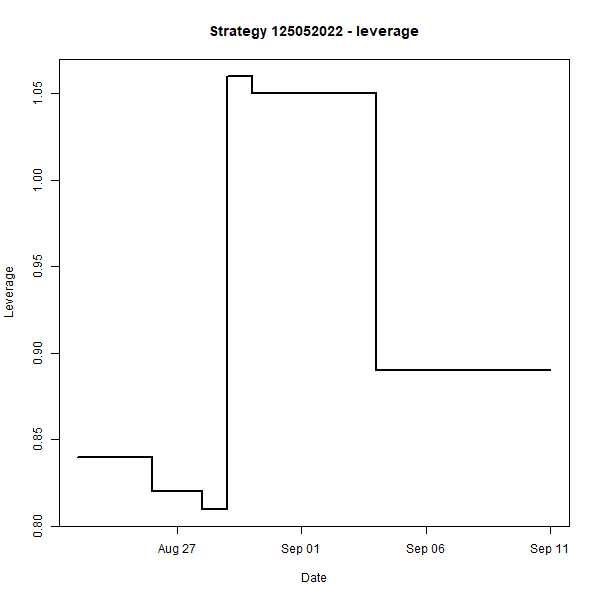 Strategy 125052022 - leverage
Leverage
1.05
1.00
0.95
0.90
0.85
0.80
Aug 27 Sep 01 Sep 06 Sep 11
Date